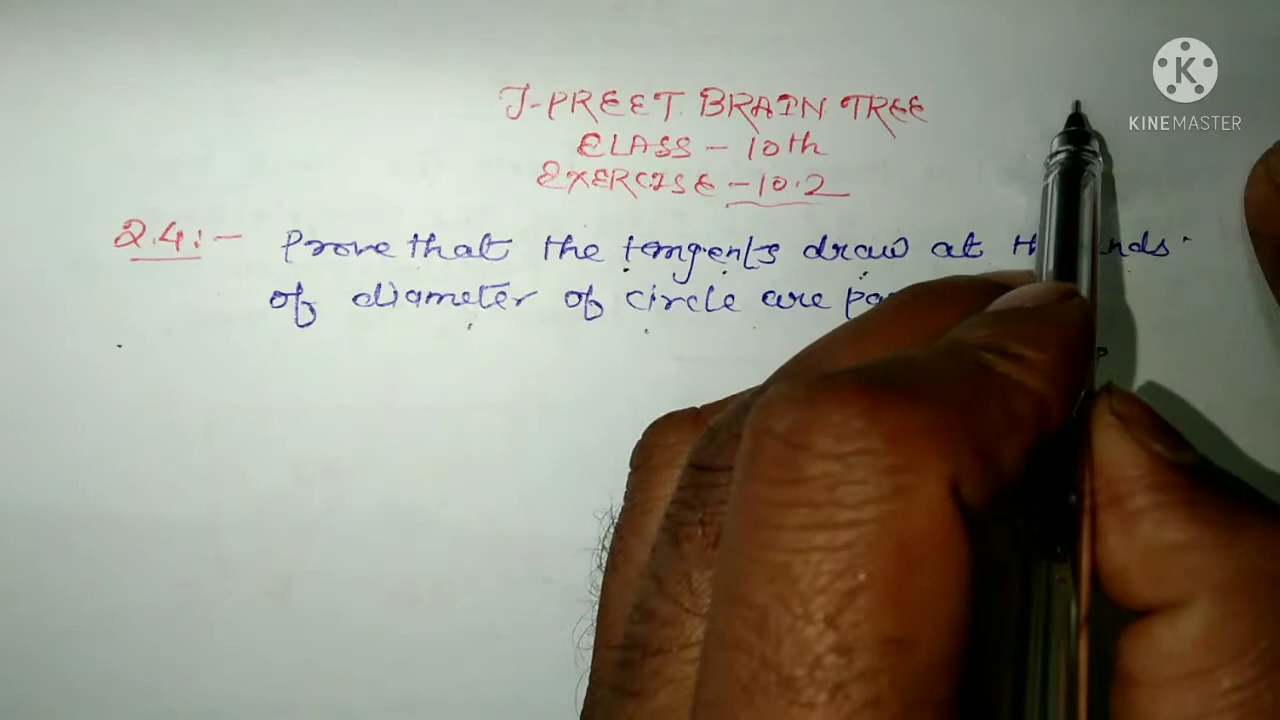 J-PREET BRAIN TREE
CLASS - 10th
EXERCISE - 10.2
2.4:- Prove that the tangents draw at
of diameter of circle are
K
KINEMASTER